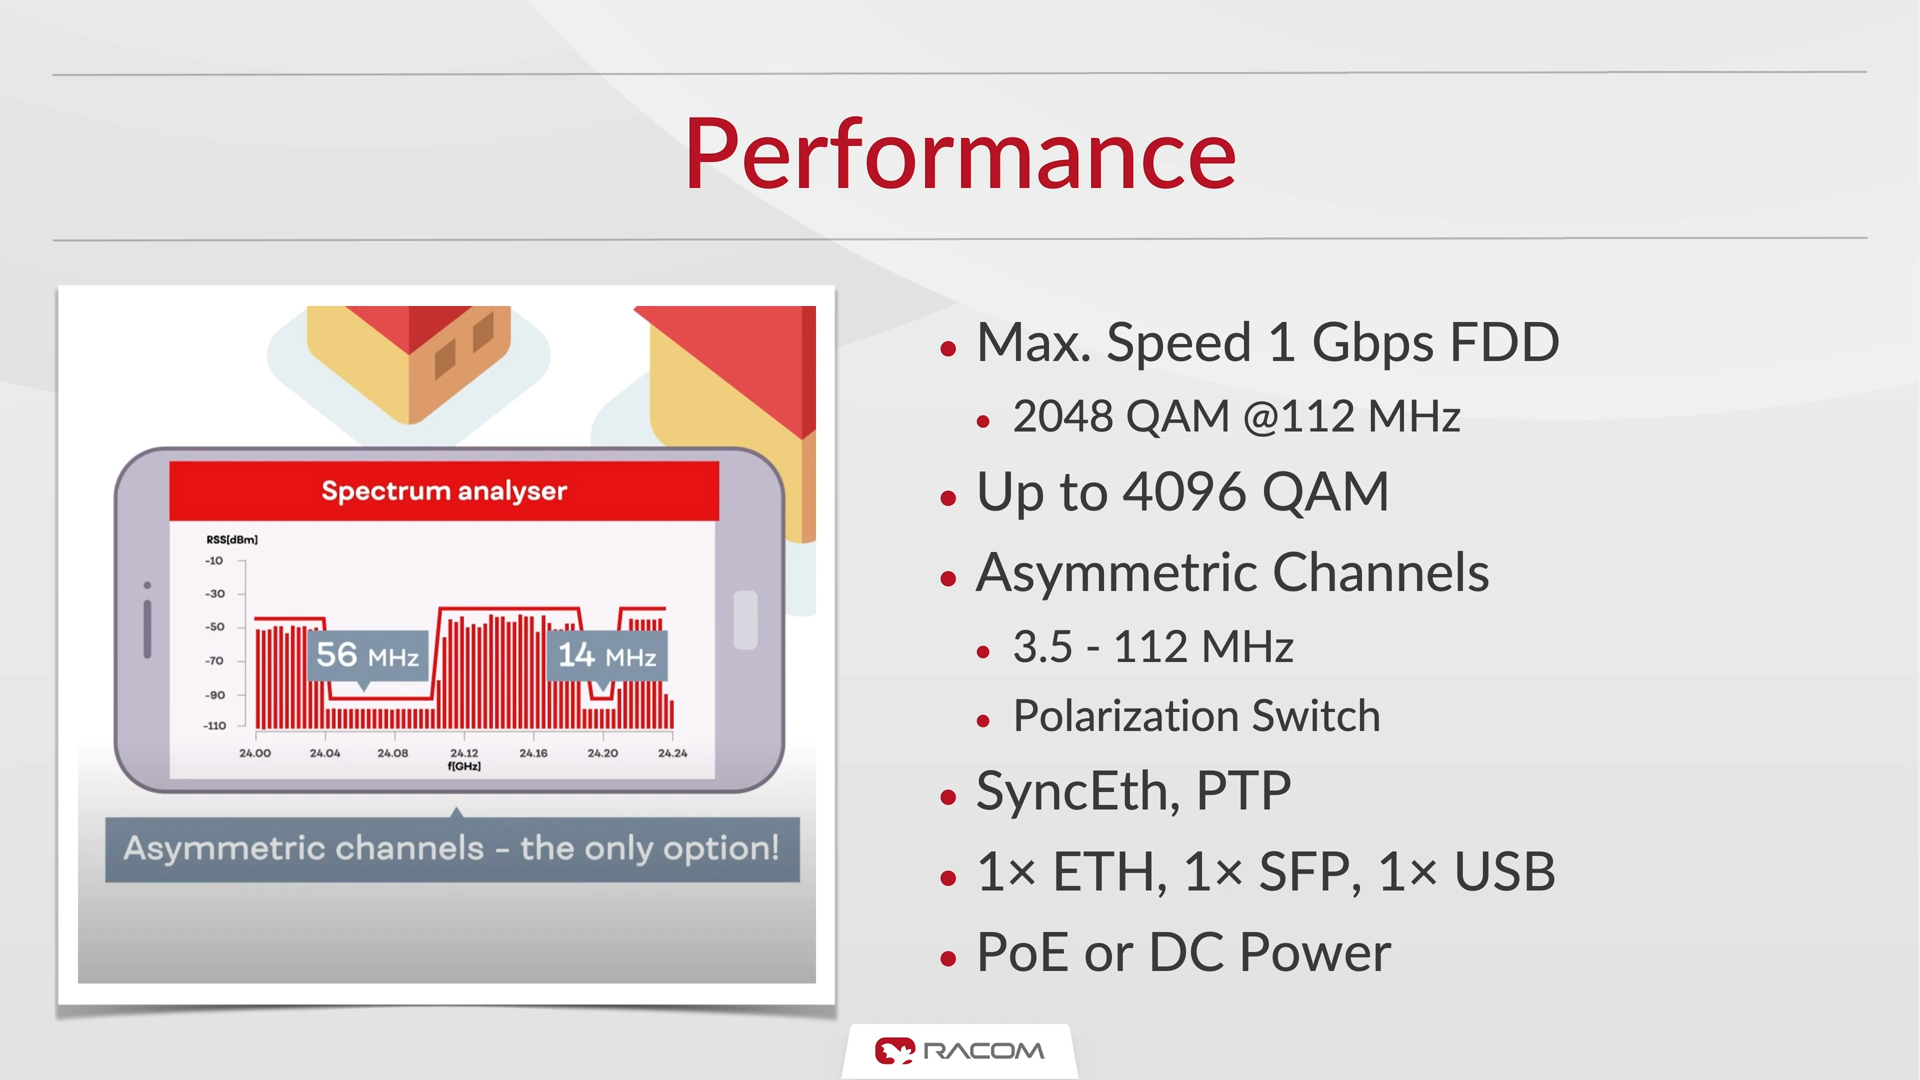 Performance
Spectrum analyser
RSS[dBm]
-10
-30
-50
-70
-90
-110
56 MHz
14 MHz
24.00 24.04 24.08 24.12 24.16 24.20 24.24
f[GHz]
Asymmetric channels – the only option!
• Max. Speed 1 Gbps FDD
• 2048 QAM @112 MHz
• Up to 4096 QAM
• Asymmetric Channels
• 3.5 - 112 MHz
• Polarization Switch
• SyncEth, PTP
• 1× ETH, 1× SFP, 1× USB
• PoE or DC Power
RACOM